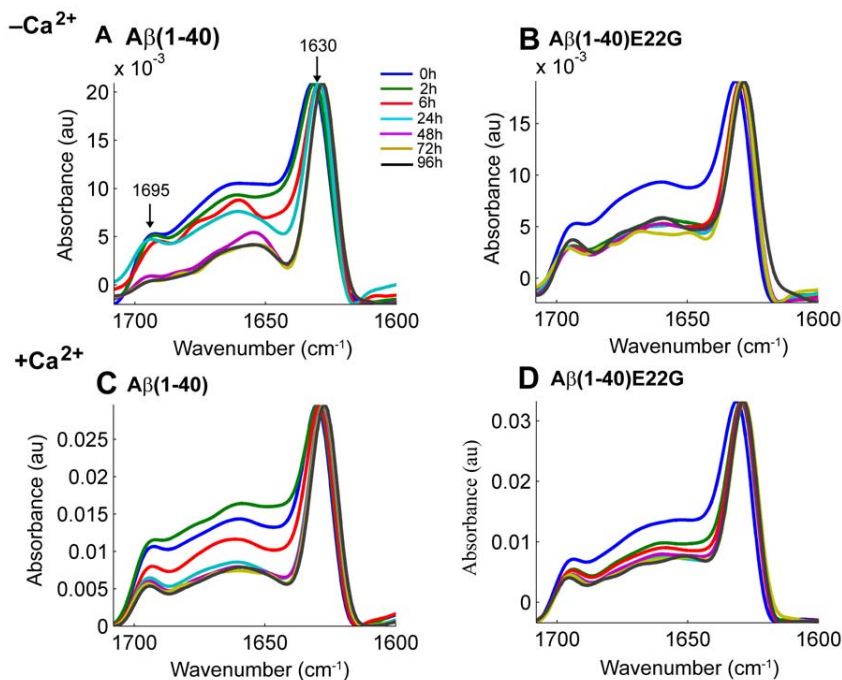 −Ca²⁺
A Aβ(1-40)
x 10⁻³
1630
1695
0h
2h
6h
24h
48h
72h
96h
20
15
10
5
0
Absorbance (au)
1700 1650 1600
Wavenumber (cm⁻¹)
B Aβ(1-40)E22G
x 10⁻³
15
10
5
0
Absorbance (au)
1700 1650 1600
Wavenumber (cm⁻¹)
+Ca²⁺
C Aβ(1-40)
0.025
0.02
0.015
0.01
0.005
0
Absorbance (au)
1700 1650 1600
Wavenumber (cm⁻¹)
D Aβ(1-40)E22G
0.03
0.02
0.01
0
Absorbance (au)
1700 1650 1600
Wavenumber (cm⁻¹)